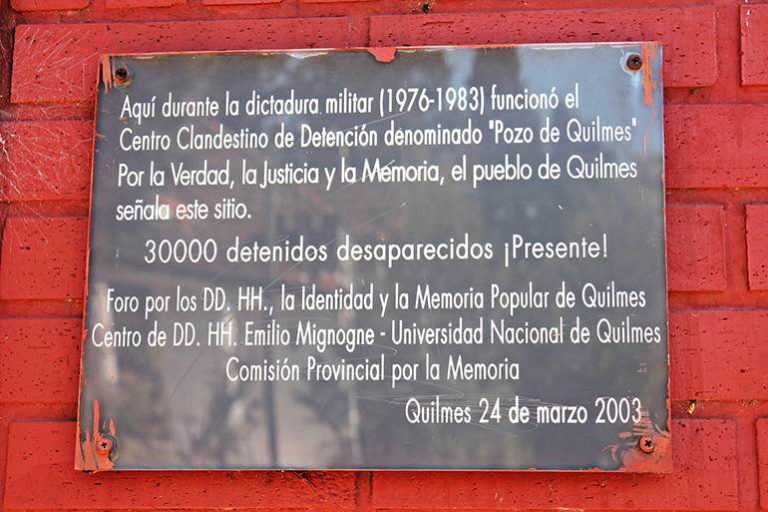 Aquí durante la dictadura militar (1976-1983) funcionó el
Centro Clandestino de Detención denominado "Pozo de Quilmes"
Por la Verdad, la Justicia y la Memoria, el pueblo de Quilmes
señala este sitio.
30000 detenidos desaparecidos ¡Presente!
Foro por los DD. HH., la Identidad y la Memoria Popular de Quilmes
Centro de DD. HH. Emilio Mignogne - Universidad Nacional de Quilmes
Comisión Provincial por la Memoria
Quilmes 24 de marzo 2003